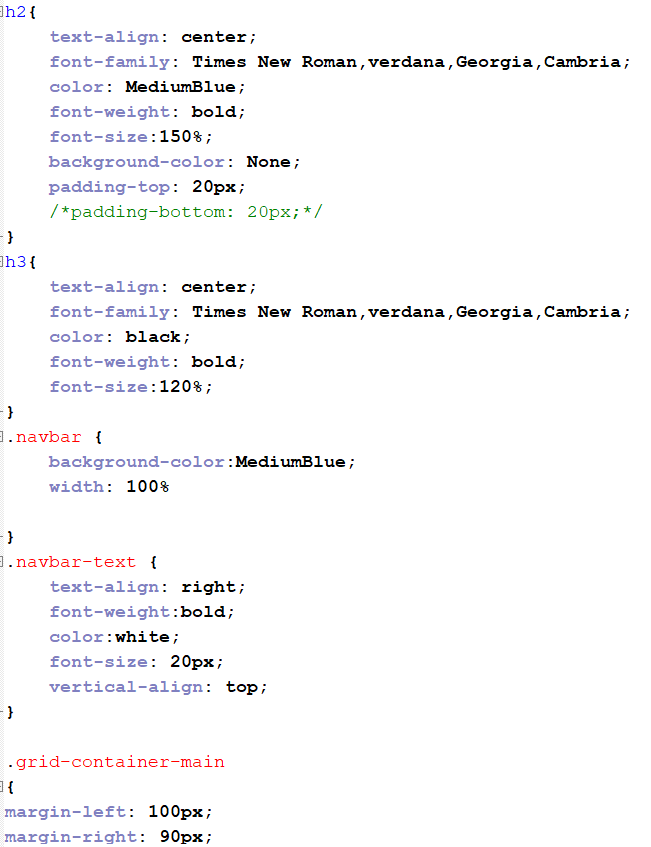 h2{
    text-align: center;
    font-family: Times New Roman,verdana,Georgia,Cambria;
    color: MediumBlue;
    font-weight: bold;
    font-size:150%;
    background-color: None;
    padding-top: 20px;
    /*padding-bottom: 20px;*/
}
h3{
    text-align: center;
    font-family: Times New Roman,verdana,Georgia,Cambria;
    color: black;
    font-weight: bold;
    font-size:120%;
}
.navbar {
    background-color:MediumBlue;
    width: 100%

}
.navbar-text {
    text-align: right;
    font-weight:bold;
    color:white;
    font-size: 20px;
    vertical-align: top;
}

.grid-container-main
{
margin-left: 100px;
margin-right: 90px;